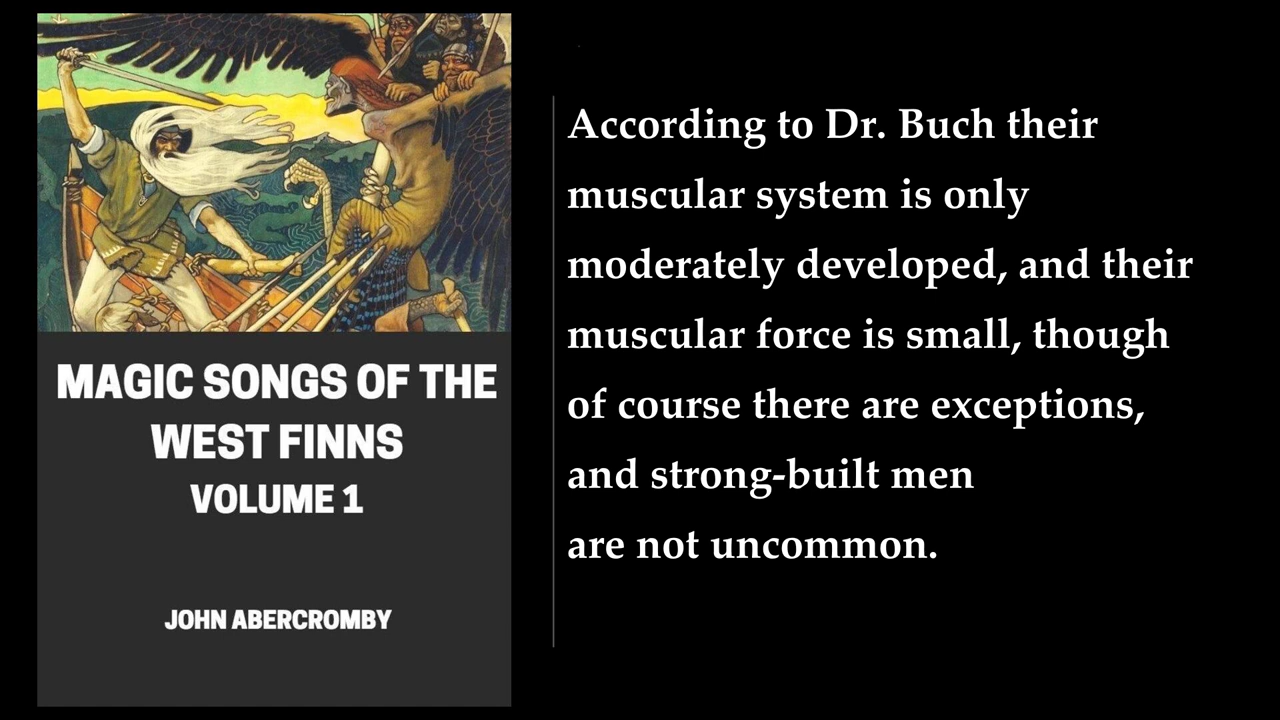 MAGIC SONGS OF THE
WEST FINNS
VOLUME 1
JOHN ABERCROMBY
According to Dr. Buch their
muscular system is only
moderately developed, and their
muscular force is small, though
of course there are exceptions,
and strong-built men
are not uncommon.